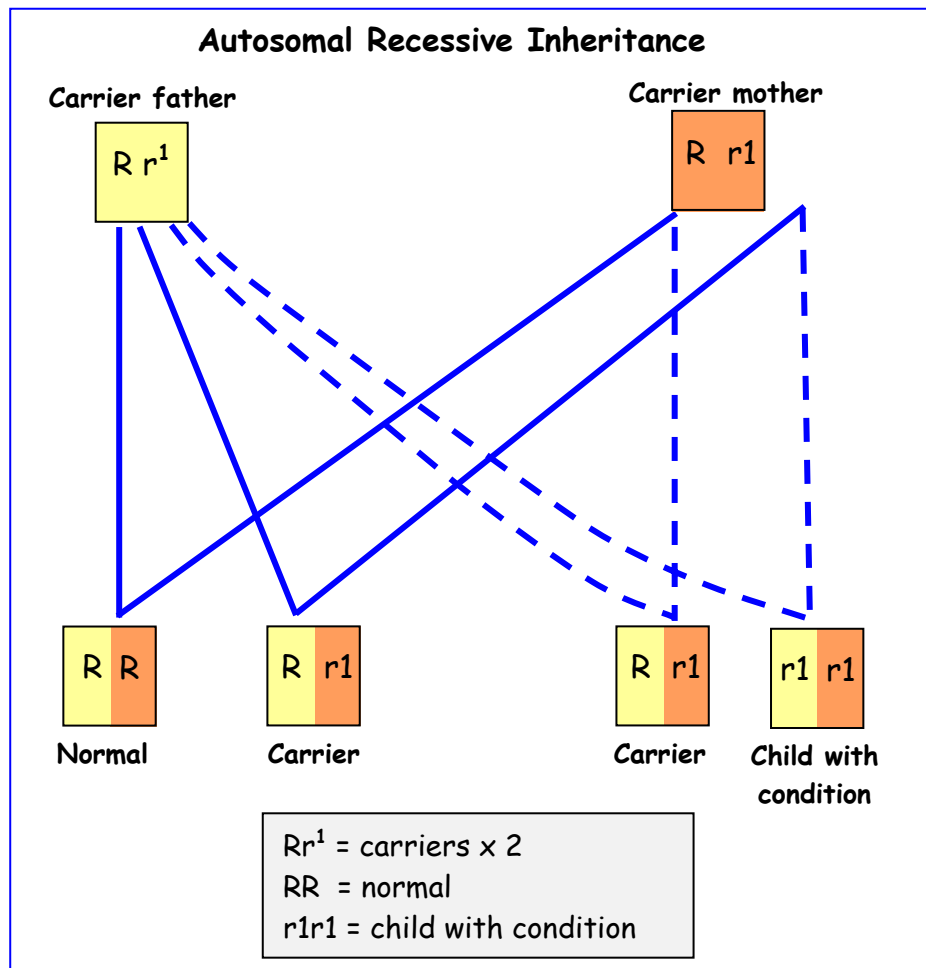 Autosomal Recessive Inheritance
Carrier father
Carrier mother
R r¹
R r1
R R
R r1
R r1
r1 r1
Normal
Carrier
Carrier
Child with
condition
Rr¹ = carriers x 2
RR = normal
r1r1 = child with condition